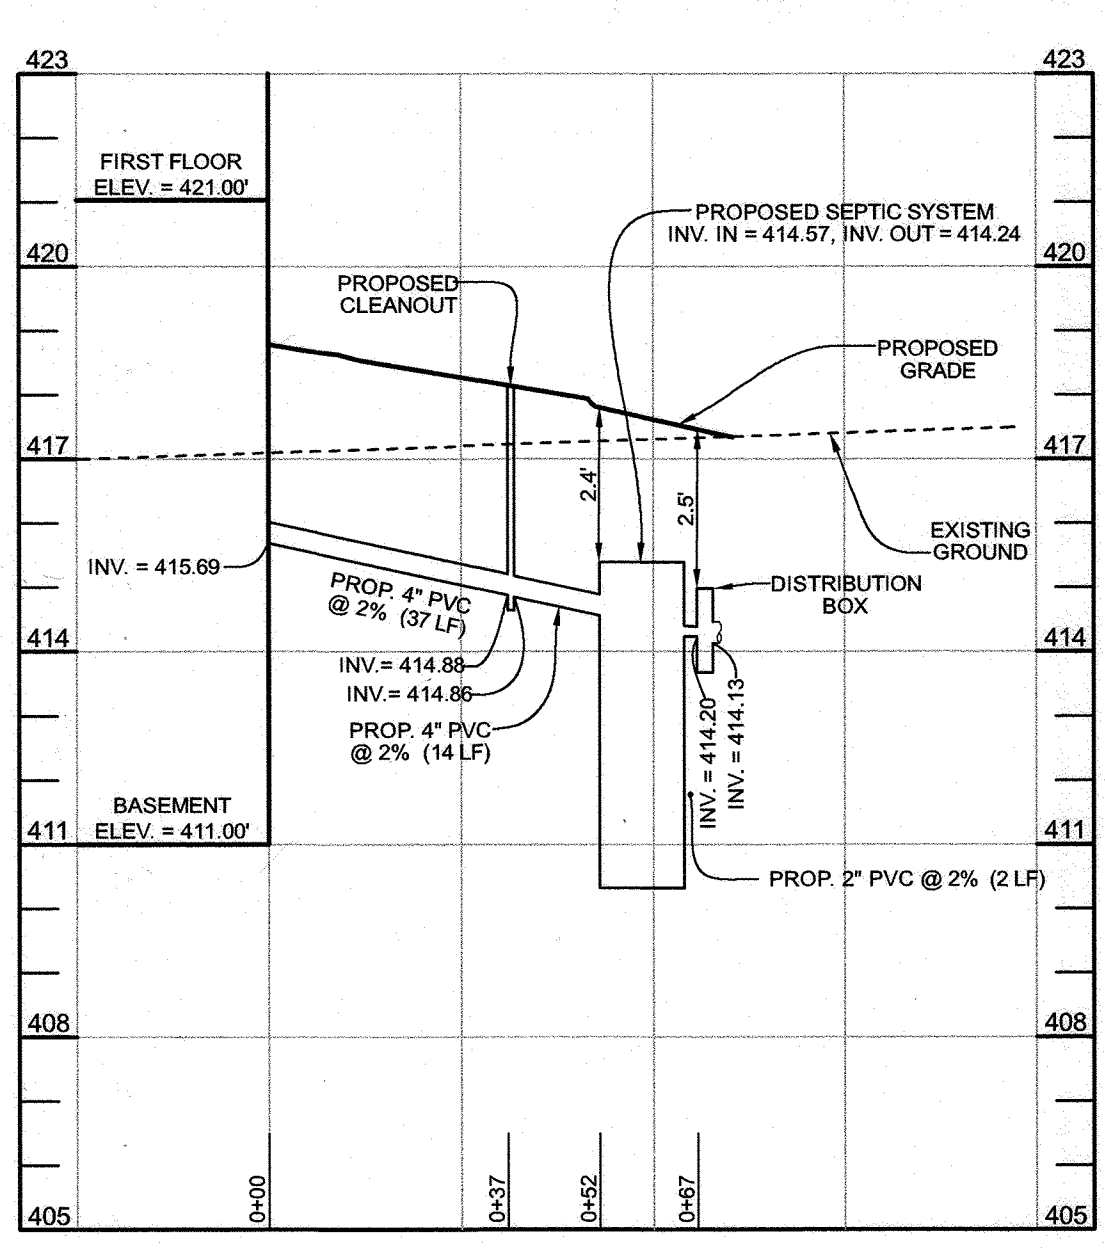 423
423
FIRST FLOOR
ELEV. = 421.00'
PROPOSED SEPTIC SYSTEM
INV. IN = 414.57, INV. OUT = 414.24
420
420
PROPOSED
CLEANOUT
PROPOSED
GRADE
417
417
2.4'
2.5'
EXISTING
GROUND
INV. = 415.69
PROP. 4" PVC
@ 2% (37 LF)
DISTRIBUTION
BOX
414
414
INV.= 414.88
INV.= 414.86
PROP. 4" PVC
@ 2% (14 LF)
INV. = 414.20
INV. = 414.13
BASEMENT
ELEV. = 411.00'
411
411
PROP. 2" PVC @ 2% (2 LF)
408
408
0+00
0+37
0+52
0+67
405
405